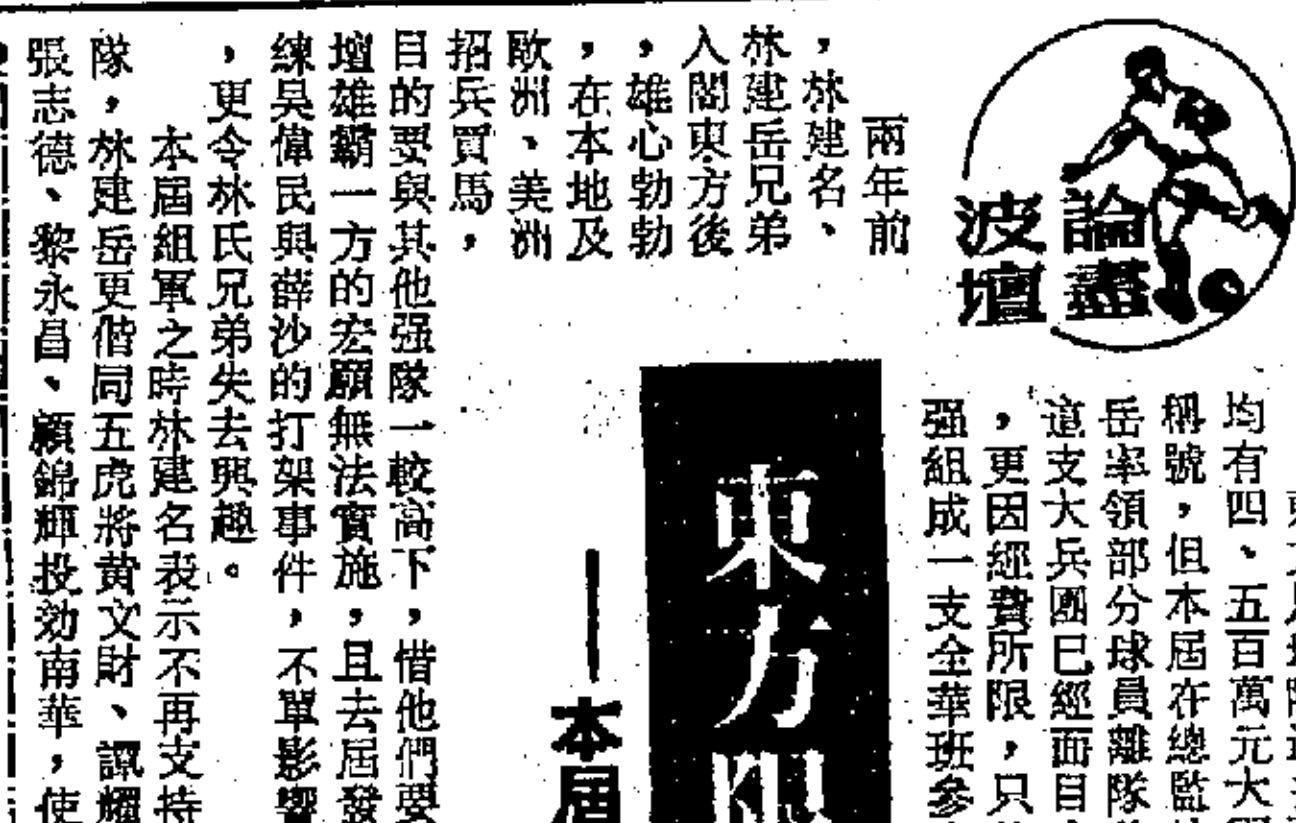 論盡
波壇
均有四、五百萬元大
稱號，但本屆在總監
岳率領部分球員離隊
這支大兵團已經面目
，更因經費所限，只
强組成一支全華班參
東方
——本屆
兩年前
，林建名、
林建岳兄弟
入閣東方後
，雄心勃勃
，在本地及
歐洲、美洲
招兵買馬，
目的要與其他强隊一較高下，惜他們要
壇雄霸一方的宏願無法實施，且去屆發
練吳偉民與薛沙的打架事件，不單影響
，更令林氏兄弟失去興趣。
本屆組軍之時林建名表示不再支持
隊，林建岳更偕同五虎將黄文財、譚耀
張志德、黎永昌、顧錦輝投効南華，使